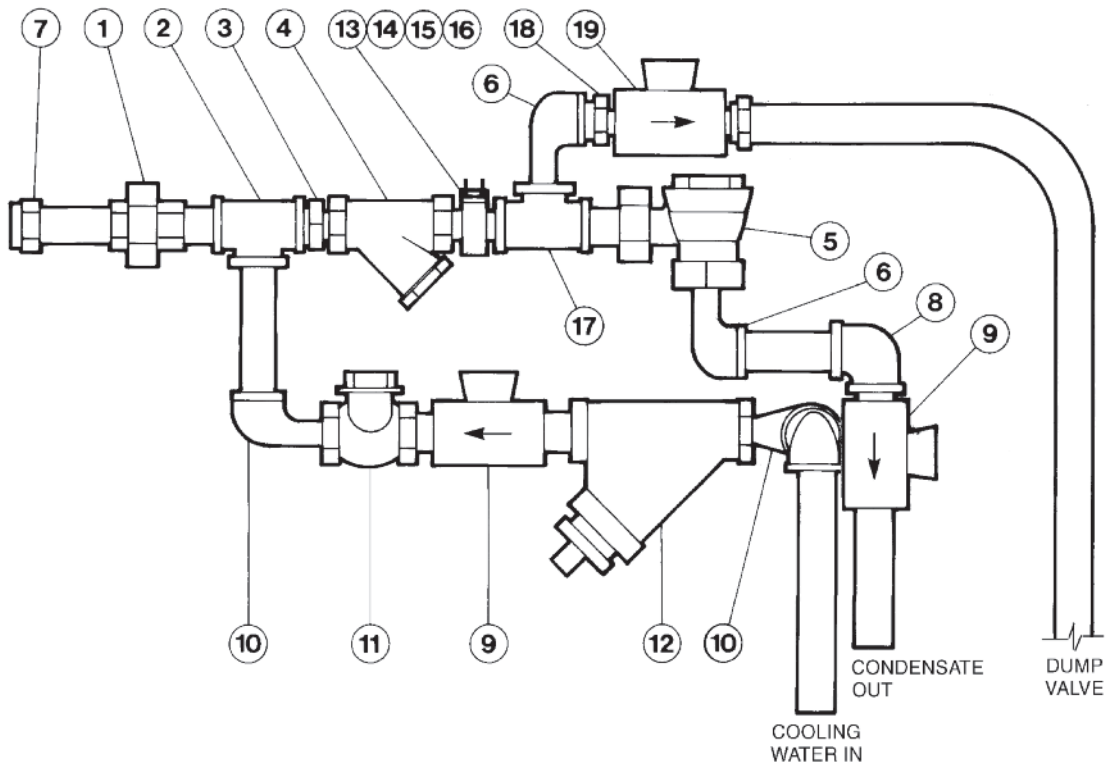 7 1 2 3 4 13 14 15 16 18 19
6
5
6
8
17
9
10 11 9 12 10
CONDENSATE
OUT
DUMP
VALVE
COOLING
WATER IN